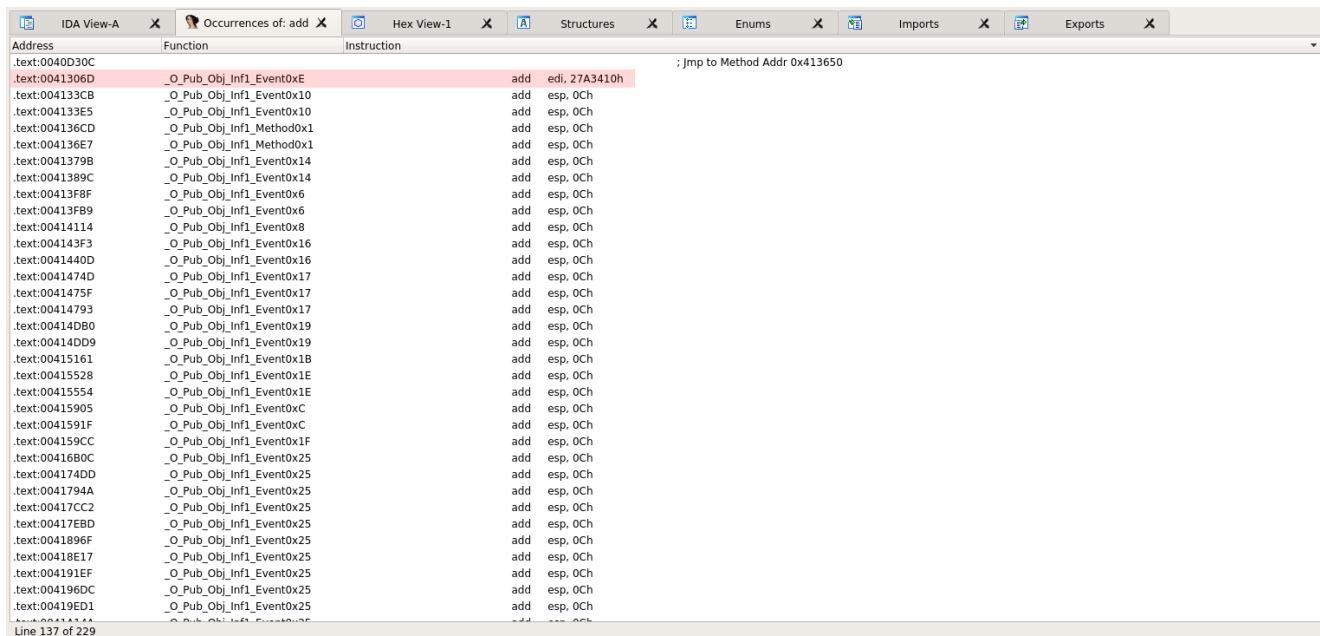 IDA View-A Occurrences of: add Hex View-1 Structures Enums Imports Exports
Address Function Instruction
.text:0040D30C ; Jmp to Method Addr 0x413650
.text:0041306D _O_Pub_Obj_Inf1_Event0xE add edi, 27A3410h
.text:004133CB _O_Pub_Obj_Inf1_Event0x10 add esp, 0Ch
.text:004133E5 _O_Pub_Obj_Inf1_Event0x10 add esp, 0Ch
.text:004136CD _O_Pub_Obj_Inf1_Method0x1 add esp, 0Ch
.text:004136E7 _O_Pub_Obj_Inf1_Method0x1 add esp, 0Ch
.text:0041379B _O_Pub_Obj_Inf1_Event0x14 add esp, 0Ch
.text:0041389C _O_Pub_Obj_Inf1_Event0x14 add esp, 0Ch
.text:00413F8F _O_Pub_Obj_Inf1_Event0x6 add esp, 0Ch
.text:00413FB9 _O_Pub_Obj_Inf1_Event0x6 add esp, 0Ch
.text:00414114 _O_Pub_Obj_Inf1_Event0x8 add esp, 0Ch
.text:004143F3 _O_Pub_Obj_Inf1_Event0x16 add esp, 0Ch
.text:0041440D _O_Pub_Obj_Inf1_Event0x16 add esp, 0Ch
.text:0041474D _O_Pub_Obj_Inf1_Event0x17 add esp, 0Ch
.text:0041475F _O_Pub_Obj_Inf1_Event0x17 add esp, 0Ch
.text:00414793 _O_Pub_Obj_Inf1_Event0x17 add esp, 0Ch
.text:00414DB0 _O_Pub_Obj_Inf1_Event0x19 add esp, 0Ch
.text:00414DD9 _O_Pub_Obj_Inf1_Event0x19 add esp, 0Ch
.text:00415161 _O_Pub_Obj_Inf1_Event0x1B add esp, 0Ch
.text:00415528 _O_Pub_Obj_Inf1_Event0x1E add esp, 0Ch
.text:00415554 _O_Pub_Obj_Inf1_Event0x1E add esp, 0Ch
.text:00415905 _O_Pub_Obj_Inf1_Event0xC add esp, 0Ch
.text:0041591F _O_Pub_Obj_Inf1_Event0xC add esp, 0Ch
.text:004159CC _O_Pub_Obj_Inf1_Event0x1F add esp, 0Ch
.text:00416B0C _O_Pub_Obj_Inf1_Event0x25 add esp, 0Ch
.text:004174DD _O_Pub_Obj_Inf1_Event0x25 add esp, 0Ch
.text:0041794A _O_Pub_Obj_Inf1_Event0x25 add esp, 0Ch
.text:00417CC2 _O_Pub_Obj_Inf1_Event0x25 add esp, 0Ch
.text:00417EBD _O_Pub_Obj_Inf1_Event0x25 add esp, 0Ch
.text:0041896F _O_Pub_Obj_Inf1_Event0x25 add esp, 0Ch
.text:00418E17 _O_Pub_Obj_Inf1_Event0x25 add esp, 0Ch
.text:004191EF _O_Pub_Obj_Inf1_Event0x25 add esp, 0Ch
.text:004196DC _O_Pub_Obj_Inf1_Event0x25 add esp, 0Ch
.text:00419ED1 _O_Pub_Obj_Inf1_Event0x25 add esp, 0Ch
Line 137 of 229